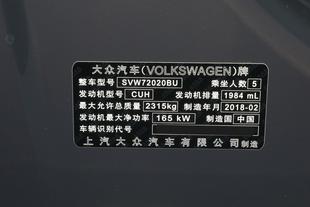 大众汽车(VOLKSWAGEN)牌
整车型号 SVW72020BU 乘坐人数 5
发动机型号 CUH 发动机排量 1984 mL
最大允许总质量 2315kg 制造年月 2018-02
发动机最大净功率 165 kW 制造国 中国
车辆识别代号
上汽大众汽车有限公司制造